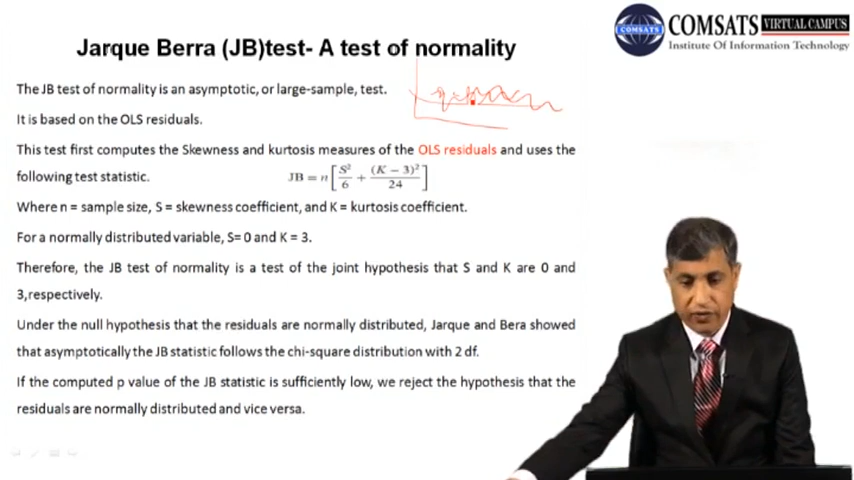 COMSATS VIRTUAL CAMPUS
Institute Of Information Technology
COMSATS
Jarque Berra (JB)test- A test of normality
The JB test of normality is an asymptotic, or large-sample, test.
It is based on the OLS residuals.
This test first computes the Skewness and kurtosis measures of the OLS residuals and uses the
following test statistic. JB = n[S²/6 + (K − 3)²/24]
Where n = sample size, S = skewness coefficient, and K = kurtosis coefficient.
For a normally distributed variable, S= 0 and K = 3.
Therefore, the JB test of normality is a test of the joint hypothesis that S and K are 0 and
3,respectively.
Under the null hypothesis that the residuals are normally distributed, Jarque and Bera showed
that asymptotically the JB statistic follows the chi-square distribution with 2 df.
If the computed p value of the JB statistic is sufficiently low, we reject the hypothesis that the
residuals are normally distributed and vice versa.